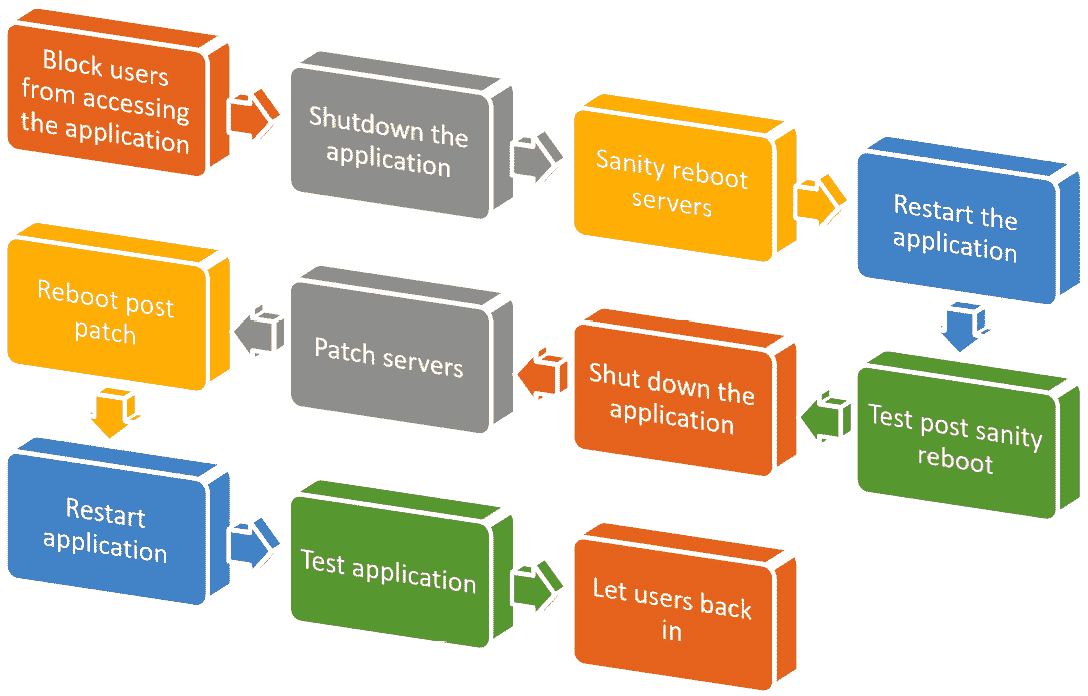 Block users
from accessing
the application
Shutdown the
application
Sanity reboot
servers
Restart the
application
Test post sanity
reboot
Shut down the
application
Patch servers
Reboot post
patch
Restart
application
Test application
Let users back
in